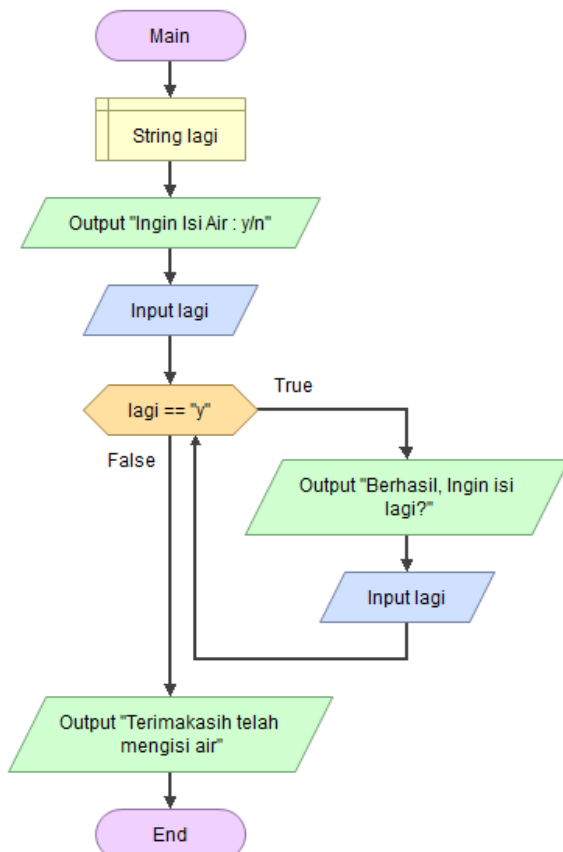 Main
String lagi
Output "Ingin Isi Air : y/n"
Input lagi
lagi == "y"
True
False
Output "Berhasil, Ingin isi
lagi?"
Input lagi
Output "Terimakasih telah
mengisi air"
End